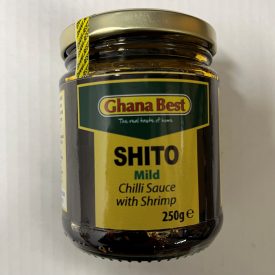 Ghana Best
The real taste of home
SHITO
Mild
Chilli Sauce
with Shrimp
250g e